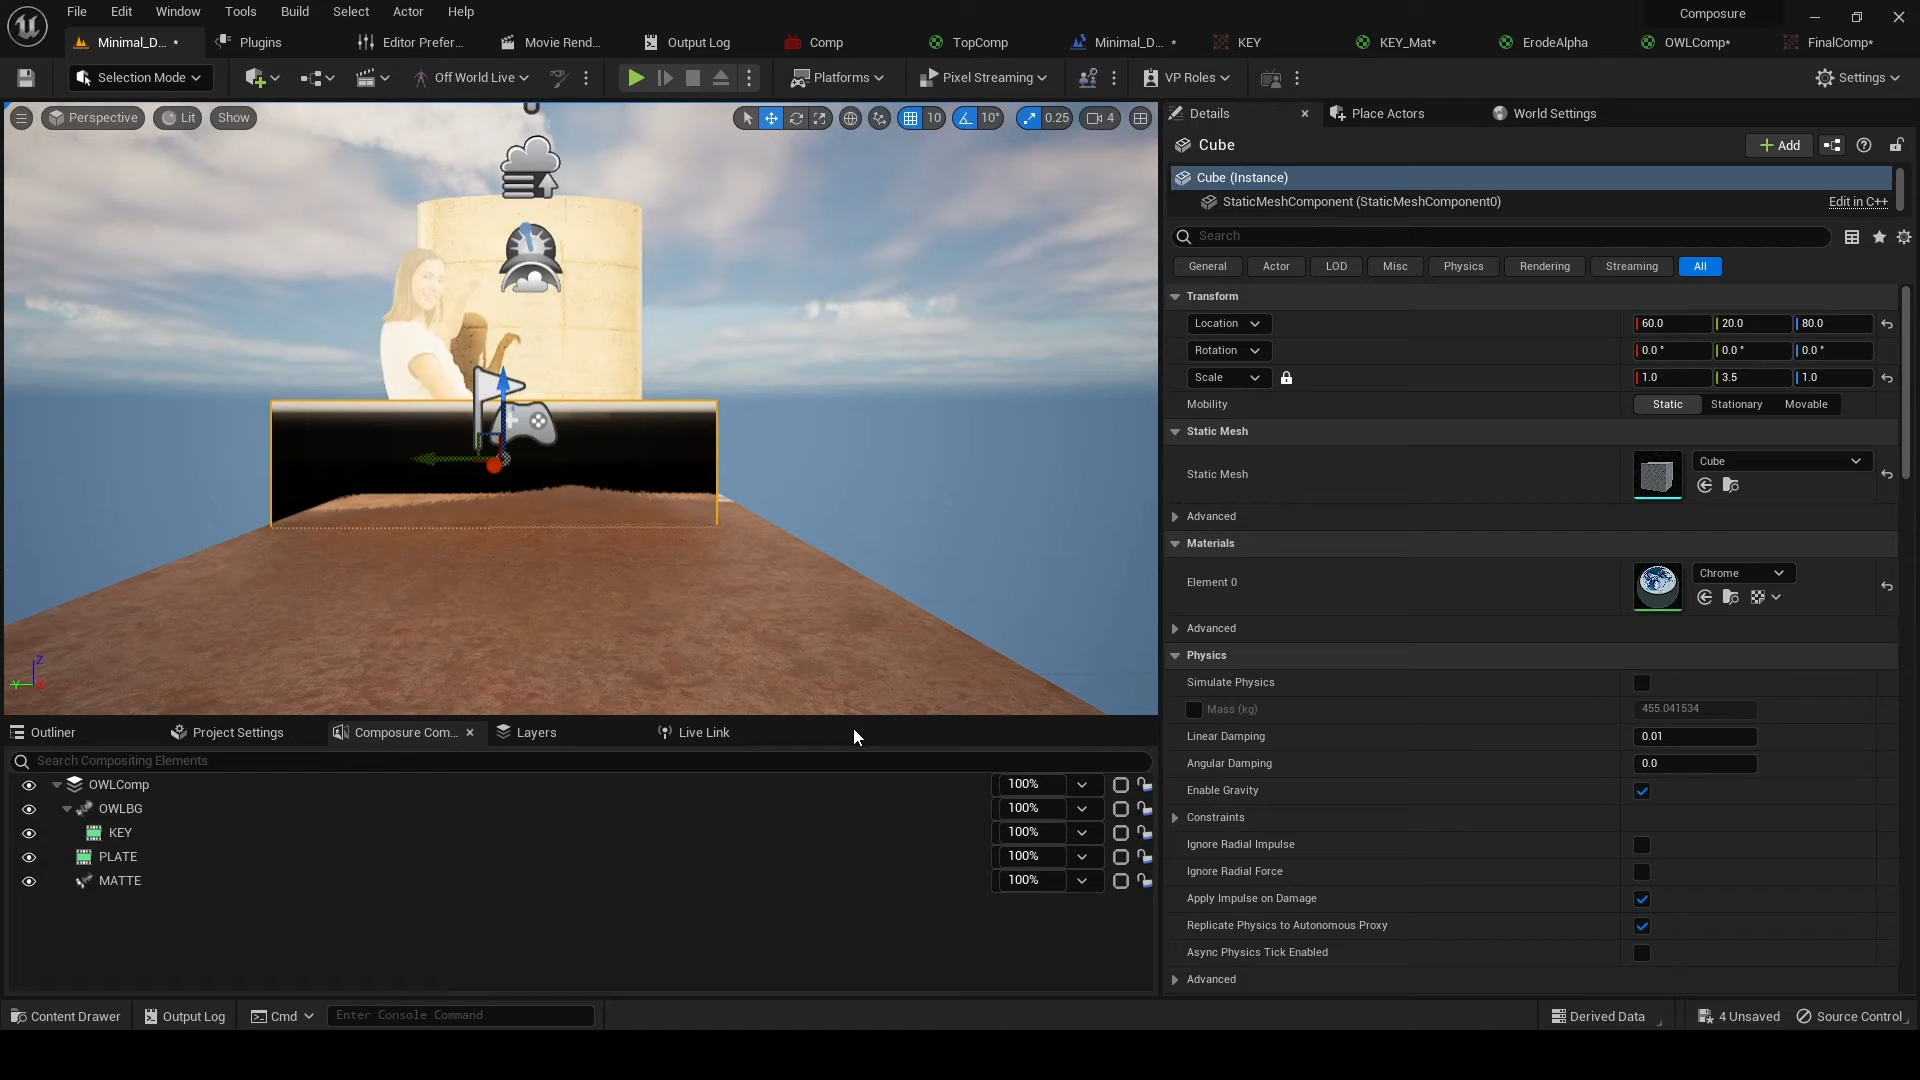 File Edit Window Tools Build Select Actor Help
Composure
Minimal_D... *
Plugins
Editor Prefer...
Movie Rend...
Output Log
Comp
TopComp
Minimal_D... *
KEY
KEY_Mat*
ErodeAlpha
OWLComp*
FinalComp*
Selection Mode
Off World Live
Platforms
Pixel Streaming
VP Roles
Settings
Perspective
Lit
Show
10
10°
0.25
4
Z
Y
Details
Place Actors
World Settings
Cube
Add
Cube (Instance)
StaticMeshComponent (StaticMeshComponent0)
Edit in C++
Search
General Actor LOD Misc Physics Rendering Streaming All
Transform
Location 60.0 20.0 80.0
Rotation 0.0 ° 0.0 ° 0.0 °
Scale 1.0 3.5 1.0
Mobility Static Stationary Movable
Static Mesh
Static Mesh Cube
Advanced
Materials
Element 0 Chrome
Advanced
Physics
Simulate Physics
Mass (kg) 455.041534
Linear Damping 0.01
Angular Damping 0.0
Enable Gravity
Constraints
Ignore Radial Impulse
Ignore Radial Force
Apply Impulse on Damage
Replicate Physics to Autonomous Proxy
Async Physics Tick Enabled
Advanced
Outliner
Project Settings
Composure Com...
Layers
Live Link
Search Compositing Elements
OWLComp 100%
OWLBG 100%
KEY 100%
PLATE 100%
MATTE 100%
Content Drawer
Output Log
Cmd
Enter Console Command
Derived Data
4 Unsaved
Source Control